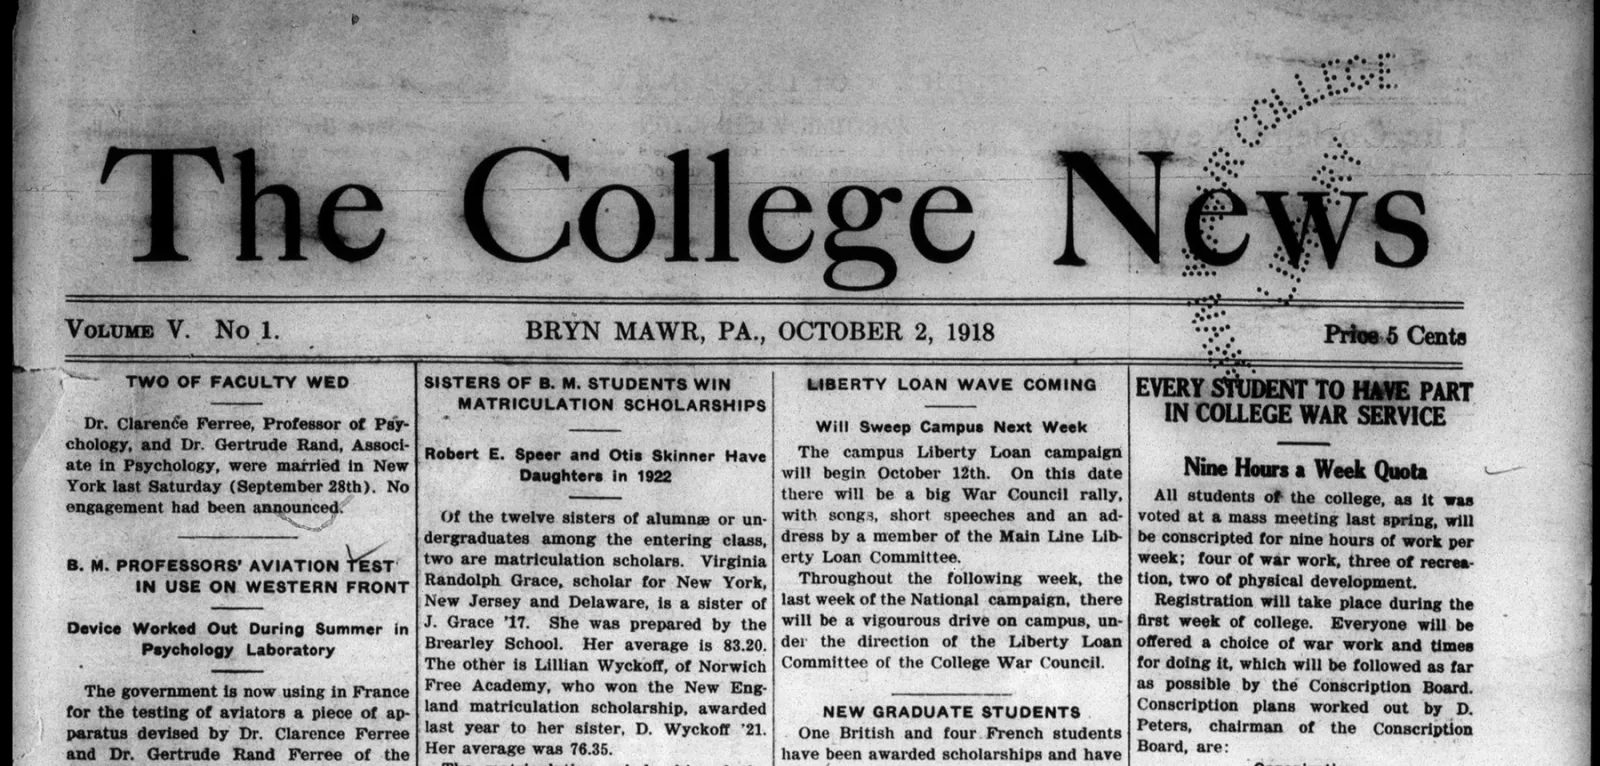 The College News
VOLUME V. No 1.
BRYN MAWR, PA., OCTOBER 2, 1918
Price 5 Cents
TWO OF FACULTY WED
Dr. Clarence Ferree, Professor of Psy-
chology, and Dr. Gertrude Rand, Associ-
ate in Psychology, were married in New
York last Saturday (September 28th). No
engagement had been announced.
B. M. PROFESSORS' AVIATION TEST
IN USE ON WESTERN FRONT
Device Worked Out During Summer in
Psychology Laboratory
The government is now using in France
for the testing of aviators a piece of ap-
paratus devised by Dr. Clarence Ferree
and Dr. Gertrude Rand Ferree of the
SISTERS OF B. M. STUDENTS WIN
MATRICULATION SCHOLARSHIPS
Robert E. Speer and Otis Skinner Have
Daughters in 1922
Of the twelve sisters of alumnæ or un-
dergraduates among the entering class,
two are matriculation scholars. Virginia
Randolph Grace, scholar for New York,
New Jersey and Delaware, is a sister of
J. Grace '17. She was prepared by the
Brearley School. Her average is 83.20.
The other is Lillian Wyckoff, of Norwich
Free Academy, who won the New Eng-
land matriculation scholarship, awarded
last year to her sister, D. Wyckoff '21.
Her average was 76.35.
LIBERTY LOAN WAVE COMING
Will Sweep Campus Next Week
The campus Liberty Loan campaign
will begin October 12th. On this date
there will be a big War Council rally,
with songs, short speeches and an ad-
dress by a member of the Main Line Lib-
erty Loan Committee.
Throughout the following week, the
last week of the National campaign, there
will be a vigourous drive on campus, un-
der the direction of the Liberty Loan
Committee of the College War Council.
NEW GRADUATE STUDENTS
One British and four French students
have been awarded scholarships and have
EVERY STUDENT TO HAVE PART
IN COLLEGE WAR SERVICE
Nine Hours a Week Quota
All students of the college, as it was
voted at a mass meeting last spring, will
be conscripted for nine hours of work per
week; four of war work, three of recrea-
tion, two of physical development.
Registration will take place during the
first week of college. Everyone will be
offered a choice of war work and times
for doing it, which will be followed as far
as possible by the Conscription Board.
Conscription plans worked out by D.
Peters, chairman of the Conscription
Board, are:
COLLEGE